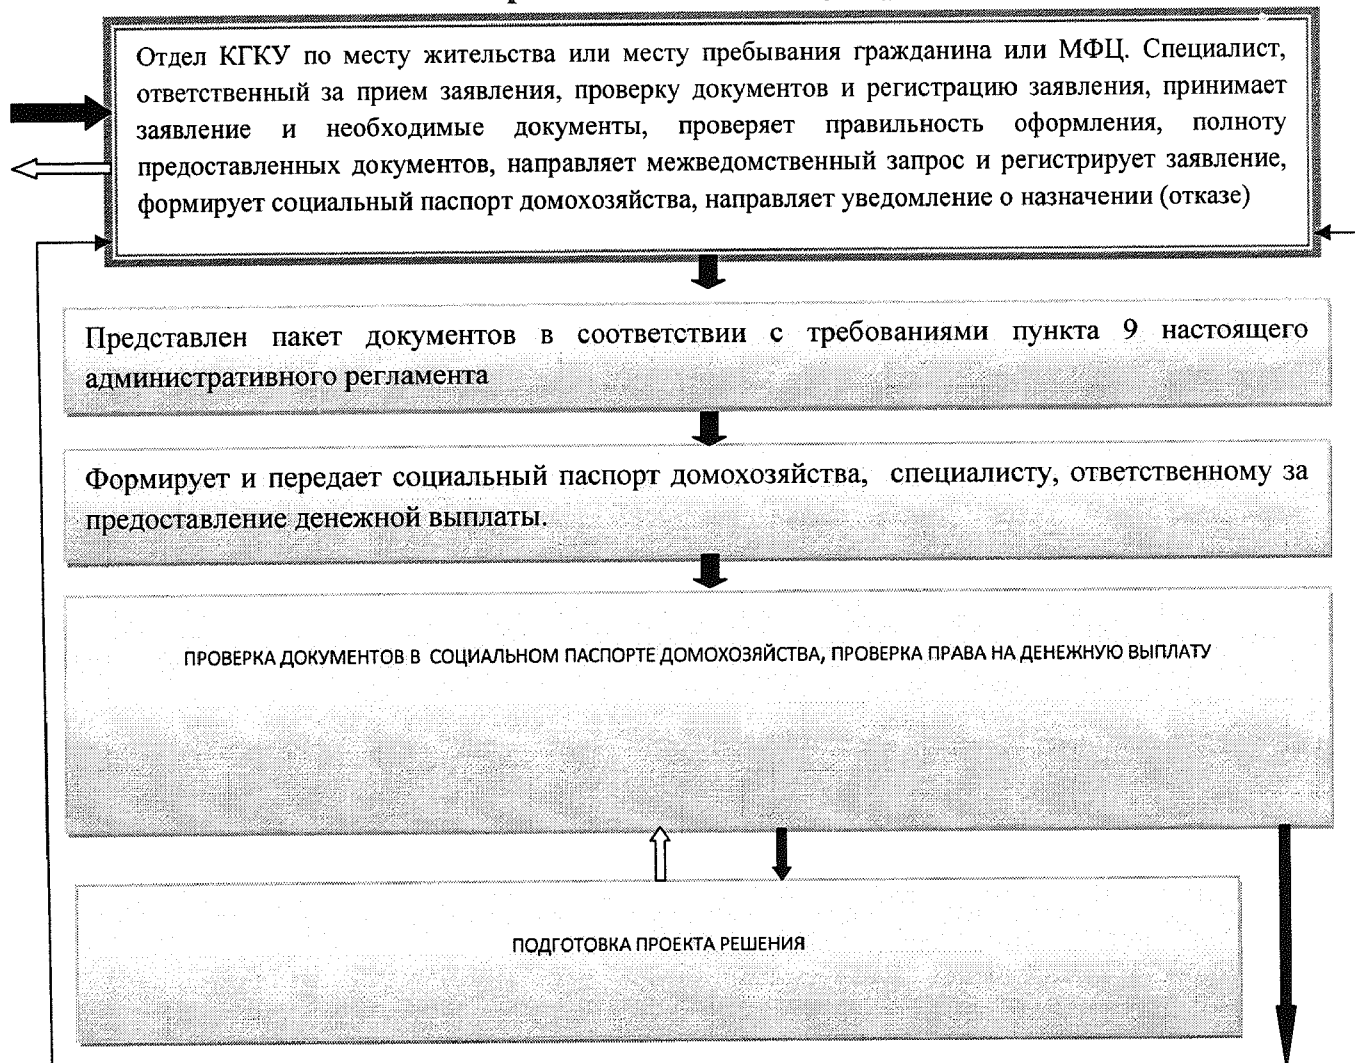 Отдел КГКУ по месту жительства или месту пребывания гражданина или МФЦ. Специалист,
ответственный за прием заявления, проверку документов и регистрацию заявления, принимает
заявление и необходимые документы, проверяет правильность оформления, полноту
предоставленных документов, направляет межведомственный запрос и регистрирует заявление,
формирует социальный паспорт домохозяйства, направляет уведомление о назначении (отказе)
Представлен пакет документов в соответствии с требованиями пункта 9 настоящего
административного регламента
Формирует и передает социальный паспорт домохозяйства, специалисту, ответственному за
предоставление денежной выплаты.
ПРОВЕРКА ДОКУМЕНТОВ В СОЦИАЛЬНОМ ПАСПОРТЕ ДОМОХОЗЯЙСТВА, ПРОВЕРКА ПРАВА НА ДЕНЕЖНУЮ ВЫПЛАТУ
ПОДГОТОВКА ПРОЕКТА РЕШЕНИЯ